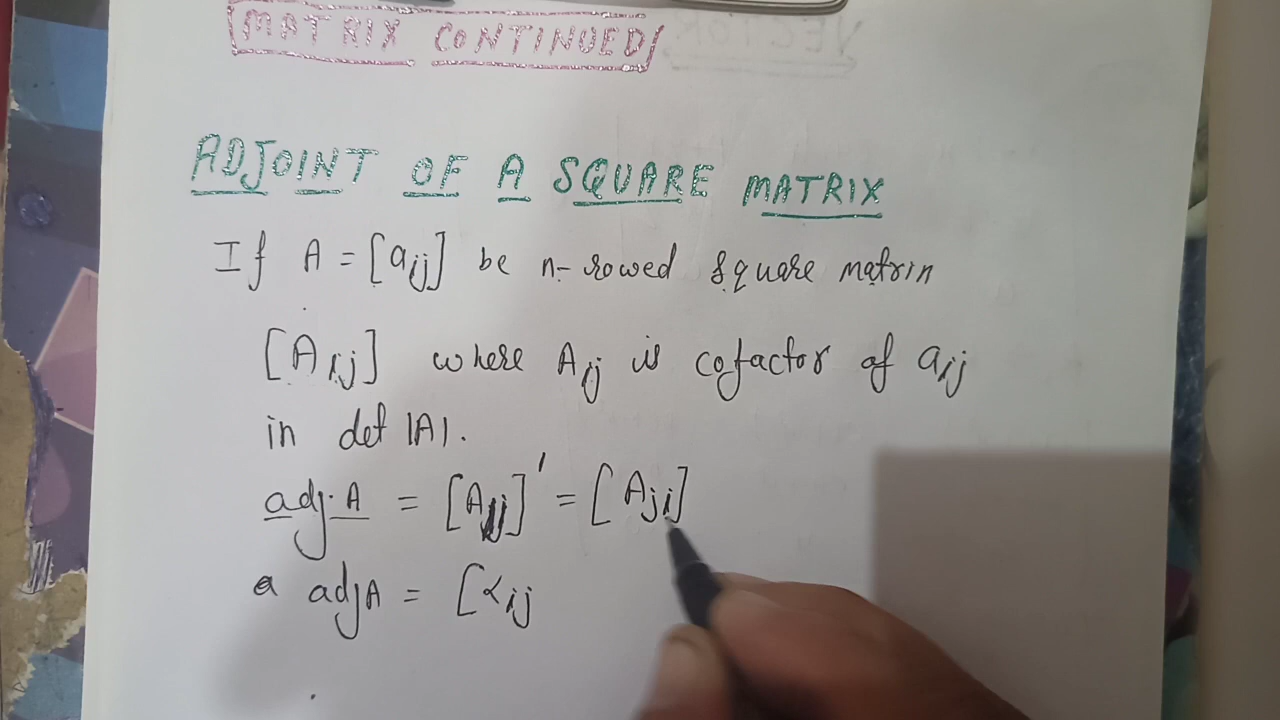 MATRIX CONTINUED
ADJOINT OF A SQUARE MATRIX
If A = [aij] be n-rowed square matrin
[Aij] where Aij is cofactor of aij
in det |A|.
adj. A = [Aij]' = [Aji]
a adjA = [αij